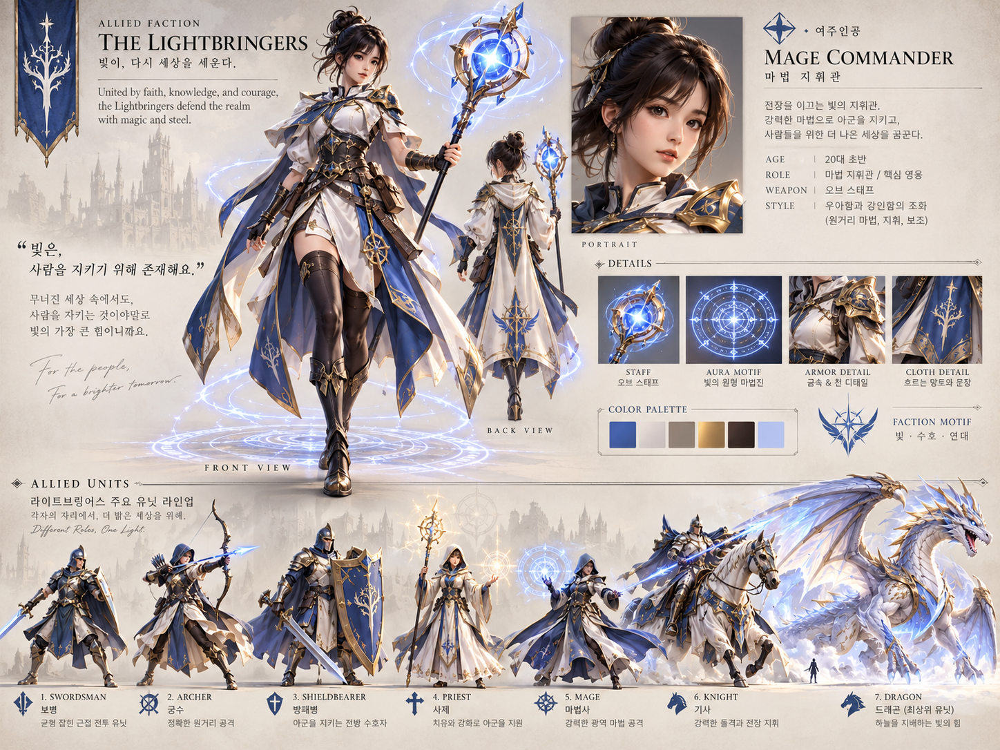 ALLIED FACTION
THE LIGHTBRINGERS
빛이, 다시 세상을 세운다.
United by faith, knowledge, and courage,
the Lightbringers defend the realm
with magic and steel.
“빛은,
사람을 지키기 위해 존재해요.”
무너진 세상 속에서도,
사람을 지키는 것이야말로
빛의 가장 큰 힘이니까요.
For the people,
For a brighter tomorrow.
FRONT VIEW
BACK VIEW
PORTRAIT
여주인공
MAGE COMMANDER
마법 지휘관
전장을 이끄는 빛의 지휘관.
강력한 마법으로 아군을 지키고,
사람들을 위한 더 나은 세상을 꿈꾼다.
AGE | 20대 초반
ROLE | 마법 지휘관 / 핵심 영웅
WEAPON | 오브 스태프
STYLE | 우아함과 강인함의 조화
(원거리 마법, 지휘, 보조)
DETAILS
STAFF
오브 스태프
AURA MOTIF
빛의 원형 마법진
ARMOR DETAIL
금속 & 천 디테일
CLOTH DETAIL
흐르는 망토와 문장
COLOR PALETTE
FACTION MOTIF
빛 · 수호 · 연대
ALLIED UNITS
라이트브링어스 주요 유닛 라인업
각자의 자리에서, 더 밝은 세상을 위해.
Different Roles, One Light.
1. SWORDSMAN
보병
균형 잡힌 근접 전투 유닛
2. ARCHER
궁수
정확한 원거리 공격
3. SHIELDBEARER
방패병
아군을 지키는 전방 수호자
4. PRIEST
사제
치유와 강화로 아군을 지원
5. MAGE
마법사
강력한 광역 마법 공격
6. KNIGHT
기사
강력한 돌격과 전장 지휘
7. DRAGON
드래곤 (최상위 유닛)
하늘을 지배하는 빛의 힘